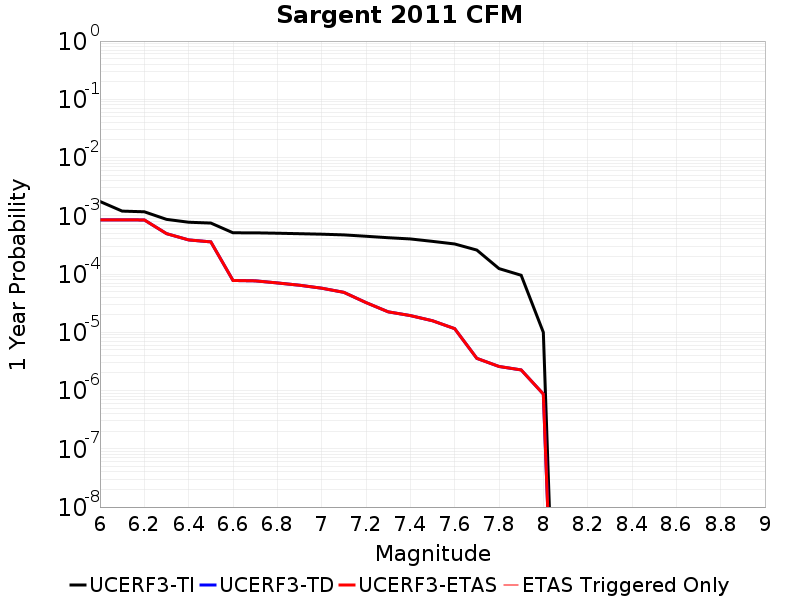 Sargent 2011 CFM
10^0
10^-1
10^-2
10^-3
10^-4
10^-5
10^-6
10^-7
10^-8
1 Year Probability
6 6.2 6.4 6.6 6.8 7 7.2 7.4 7.6 7.8 8 8.2 8.4 8.6 8.8 9
Magnitude
UCERF3-TI UCERF3-TD UCERF3-ETAS ETAS Triggered Only